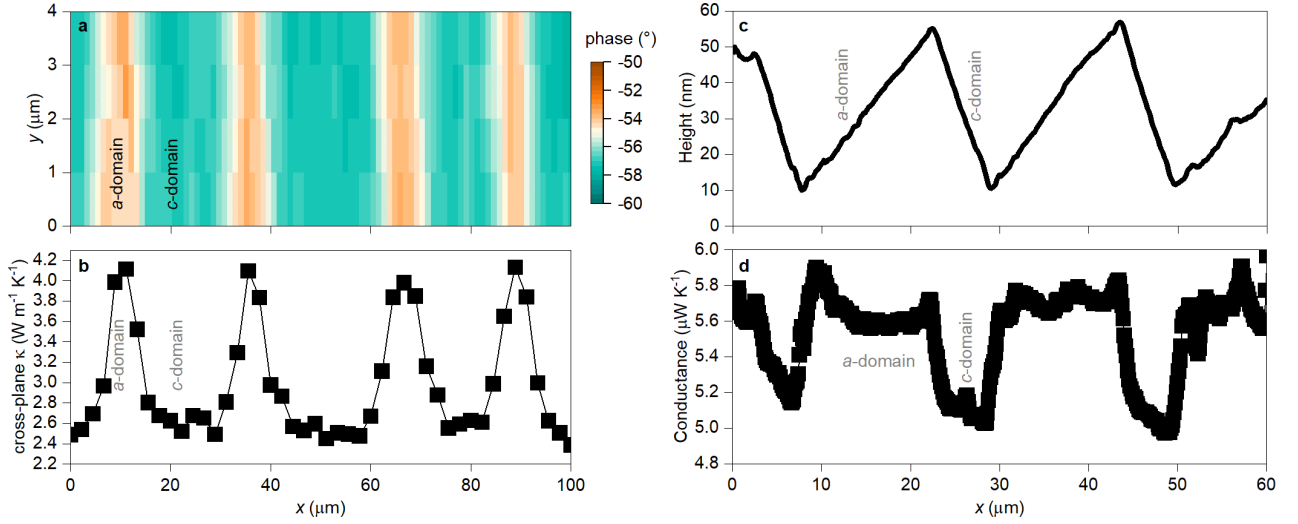 a
4
3
2
1
0
y (µm)
a-domain
c-domain
phase (°)
-50
-52
-54
-56
-58
-60
b
4.2
4.0
3.8
3.6
3.4
3.2
3.0
2.8
2.6
2.4
2.2
cross-plane κ (W m⁻¹ K⁻¹)
a-domain
c-domain
0 20 40 60 80 100
x (µm)
c
60
50
40
30
20
10
0
Height (nm)
a-domain
c-domain
d
6.0
5.8
5.6
5.4
5.2
5.0
4.8
Conductance (µW K⁻¹)
a-domain
c-domain
0 10 20 30 40 50 60
x (µm)